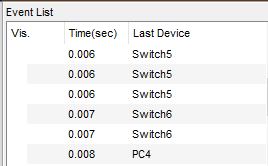 Event List
Vis. Time(sec) Last Device
0.006 Switch5
0.006 Switch5
0.006 Switch5
0.007 Switch6
0.007 Switch6
0.008 PC4